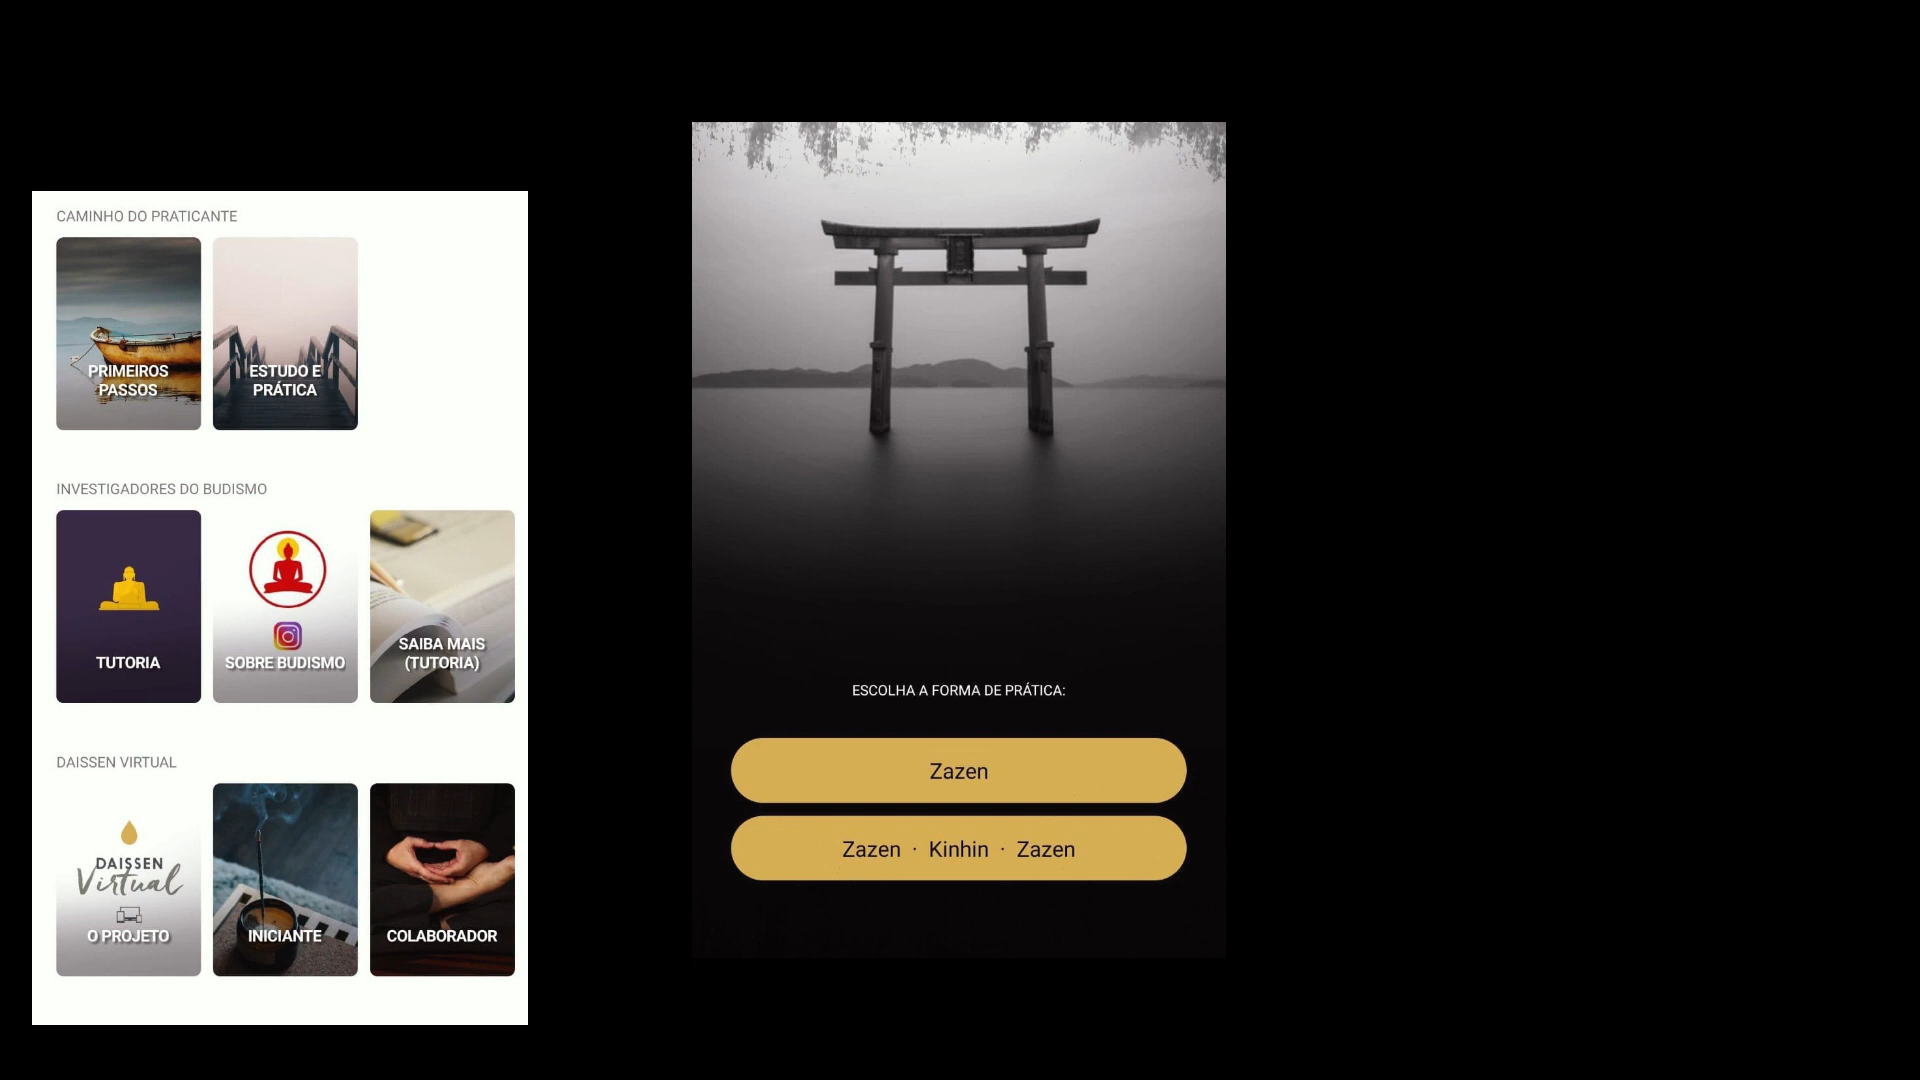 CAMINHO DO PRATICANTE
PRIMEIROS
PASSOS
ESTUDO E
PRÁTICA
INVESTIGADORES DO BUDISMO
TUTORIA
SOBRE BUDISMO
SAIBA MAIS
(TUTORIA)
DAISSEN VIRTUAL
DAISSEN
Virtual
O PROJETO
INICIANTE
COLABORADOR
ESCOLHA A FORMA DE PRÁTICA:
Zazen
Zazen · Kinhin · Zazen